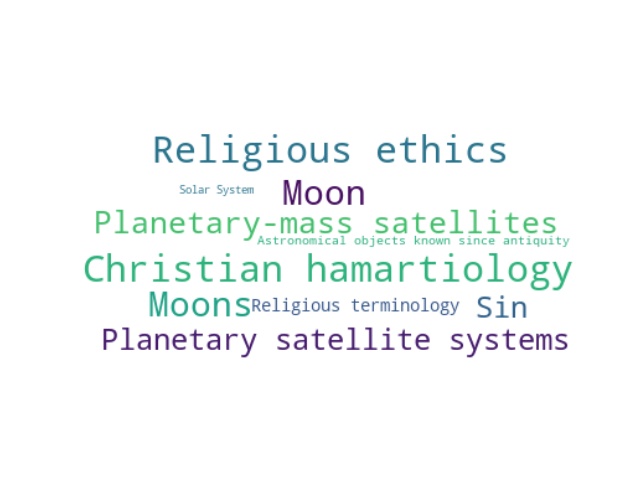 Religious ethics
Solar System Moon
Planetary-mass satellites
Astronomical objects known since antiquity
Christian hamartiology
Moons Religious terminology Sin
Planetary satellite systems